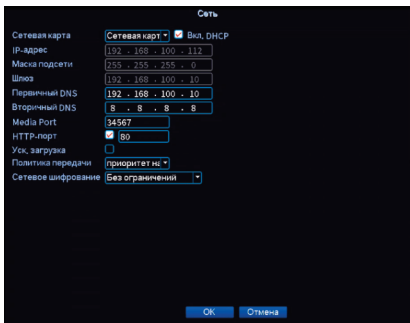 Сеть
Сетевая карта Сетевая карт Вкл. DHCP
IP-адрес 192 . 168 . 100 . 112
Маска подсети 255 . 255 . 255 . 0
Шлюз 192 . 168 . 100 . 10
Первичный DNS 192 . 168 . 100 . 10
Вторичный DNS 8 . 8 . 8 . 8
Media Port 34567
HTTP-порт 80
Уск. загрузка
Политика передачи приоритет на
Сетевое шифрование Без ограничений
OK Отмена